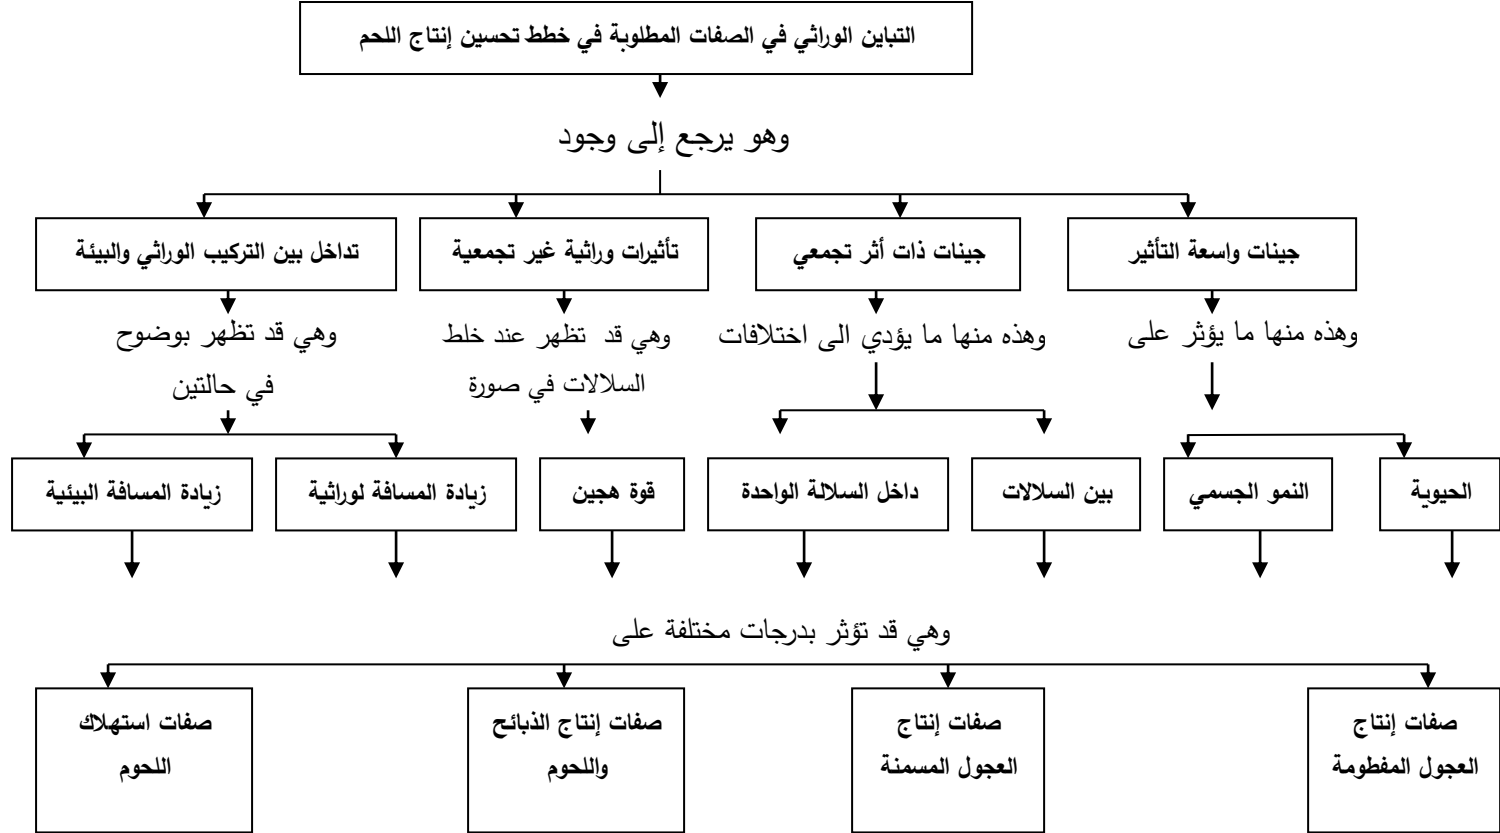 التباين الوراثي في الصفات المطلوبة في خطط تحسين إنتاج اللحم
وهو يرجع إلى وجود
جينات واسعة التأثير
جينات ذات أثر تجمعي
تأثيرات وراثية غير تجمعية
تداخل بين التركيب الوراثي والبيئة
وهذه منها ما يؤثر على
وهذه منها ما يؤدي الى اختلافات
وهي قد تظهر عند خلط
السلالات في صورة
وهي قد تظهر بوضوح
في حالتين
الحيوية
النمو الجسمي
بين السلالات
داخل السلالة الواحدة
قوة هجين
زيادة المسافة لوراثية
زيادة المسافة البيئية
وهي قد تؤثر بدرجات مختلفة على
صفات إنتاج
العجول المفطومة
صفات إنتاج
العجول المسمنة
صفات إنتاج الذبائح
واللحوم
صفات استهلاك
اللحوم